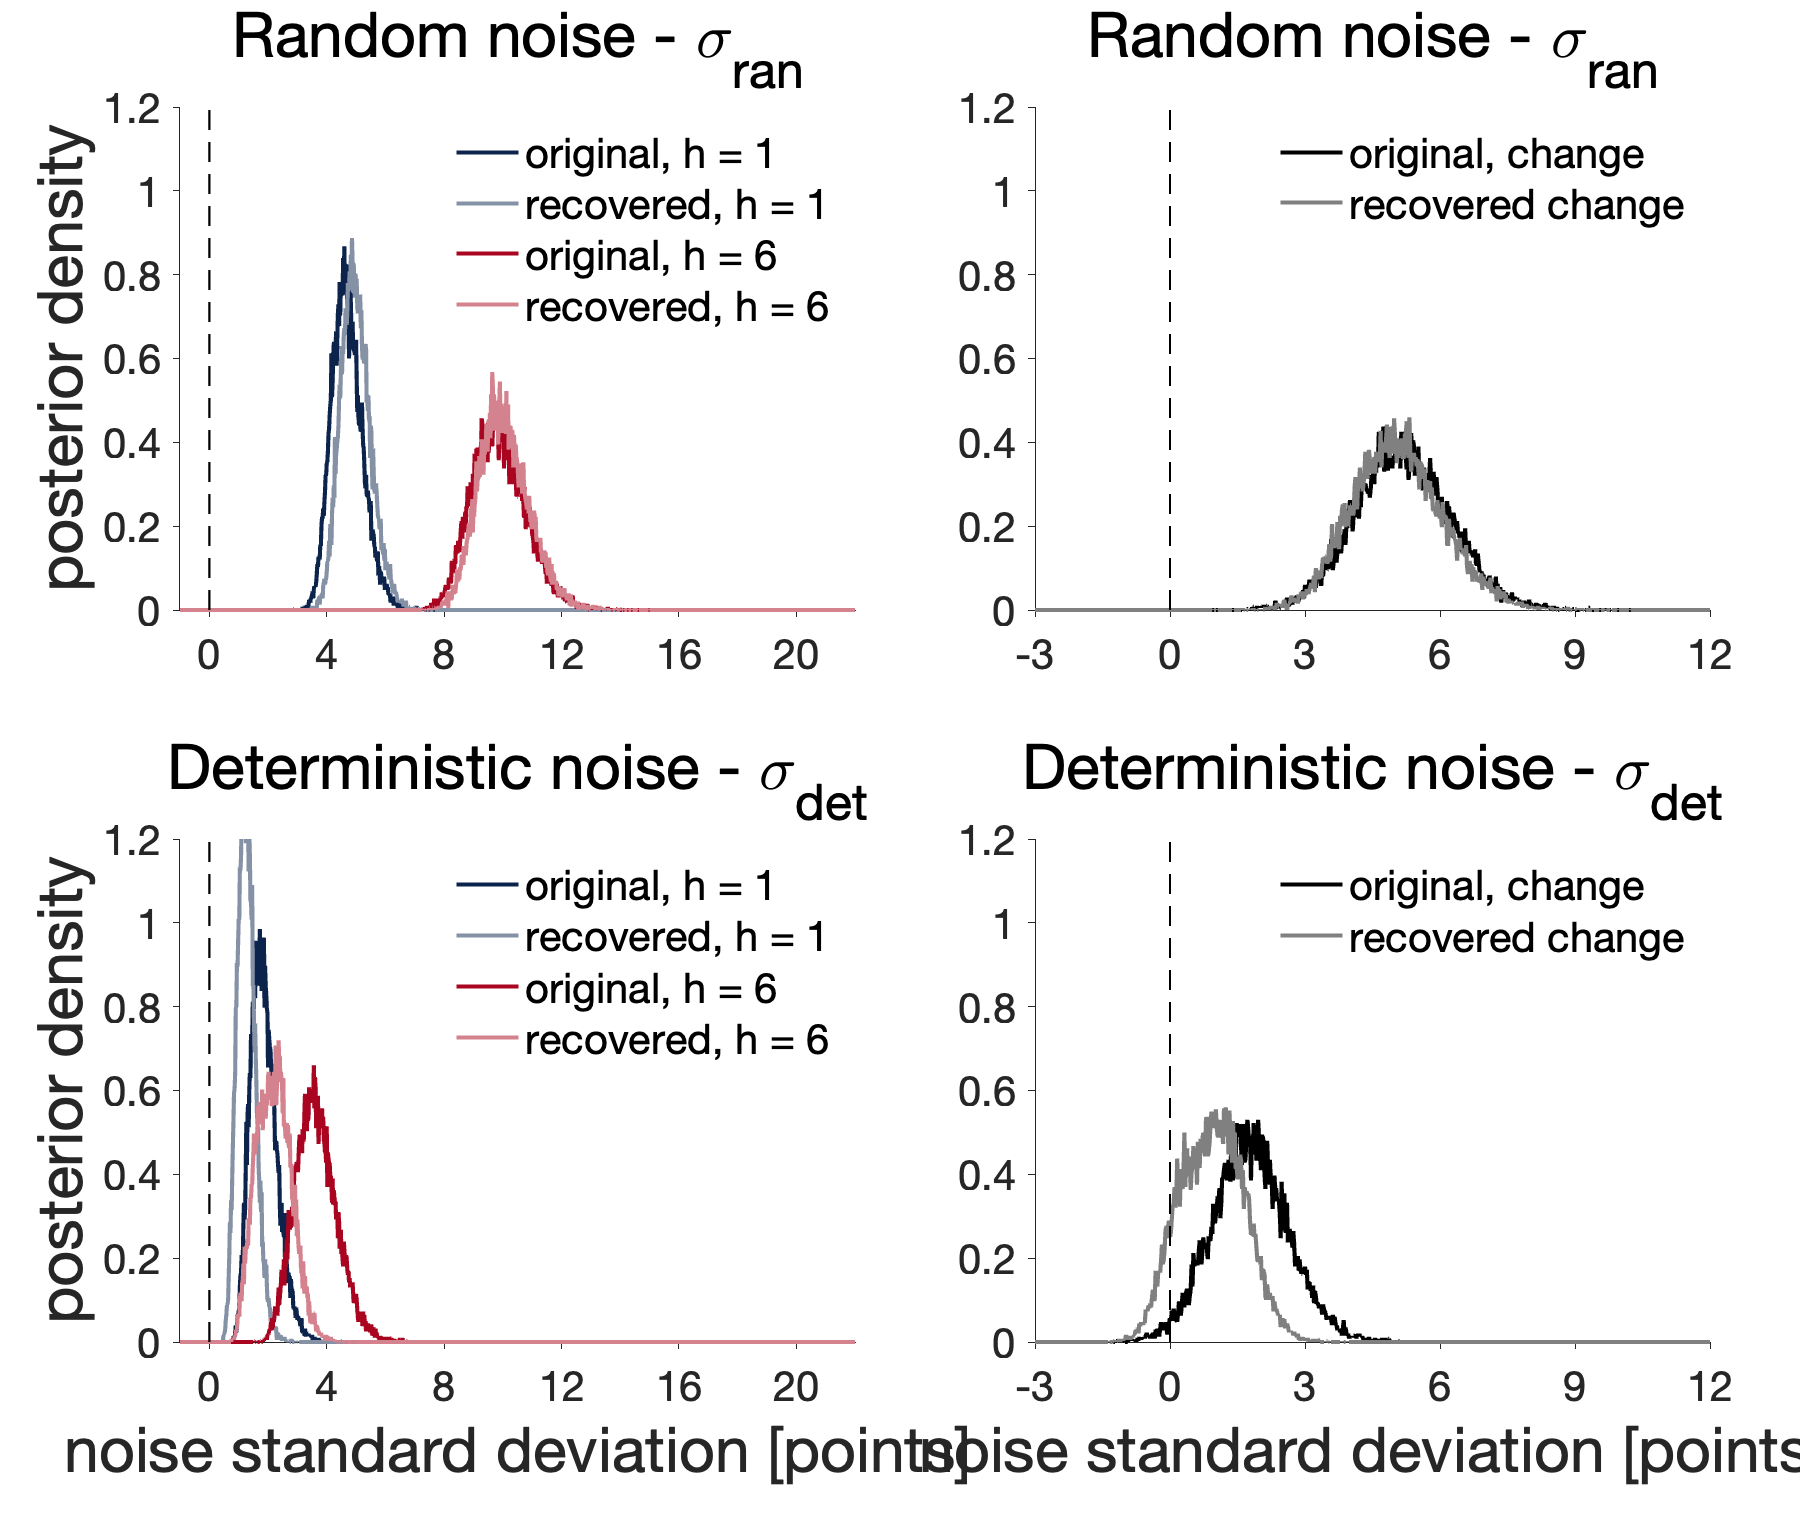 Random noise - σran
1.2
1
0.8
0.6
0.4
0.2
0
posterior density
original, h = 1
recovered, h = 1
original, h = 6
recovered, h = 6
0 4 8 12 16 20
Random noise - σran
1.2
1
0.8
0.6
0.4
0.2
0
original, change
recovered change
-3 0 3 6 9 12
Deterministic noise - σdet
1.2
1
0.8
0.6
0.4
0.2
0
posterior density
original, h = 1
recovered, h = 1
original, h = 6
recovered, h = 6
0 4 8 12 16 20
noise standard deviation [points]
Deterministic noise - σdet
1.2
1
0.8
0.6
0.4
0.2
0
original, change
recovered change
-3 0 3 6 9 12
noise standard deviation [points